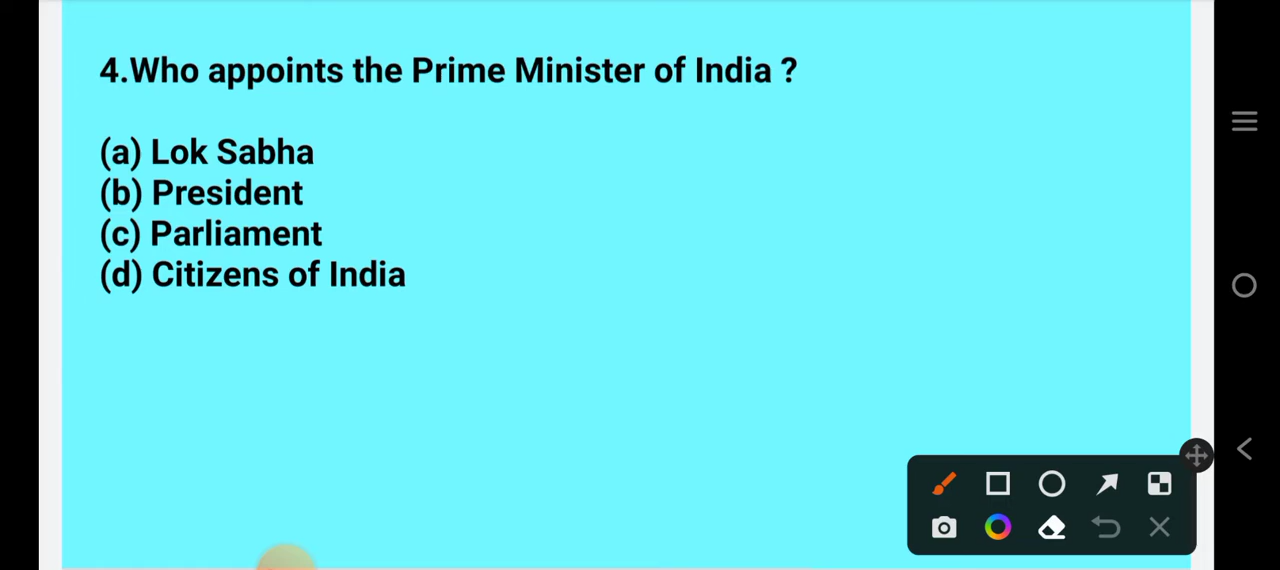 4.Who appoints the Prime Minister of India ?
(a) Lok Sabha
(b) President
(c) Parliament
(d) Citizens of India